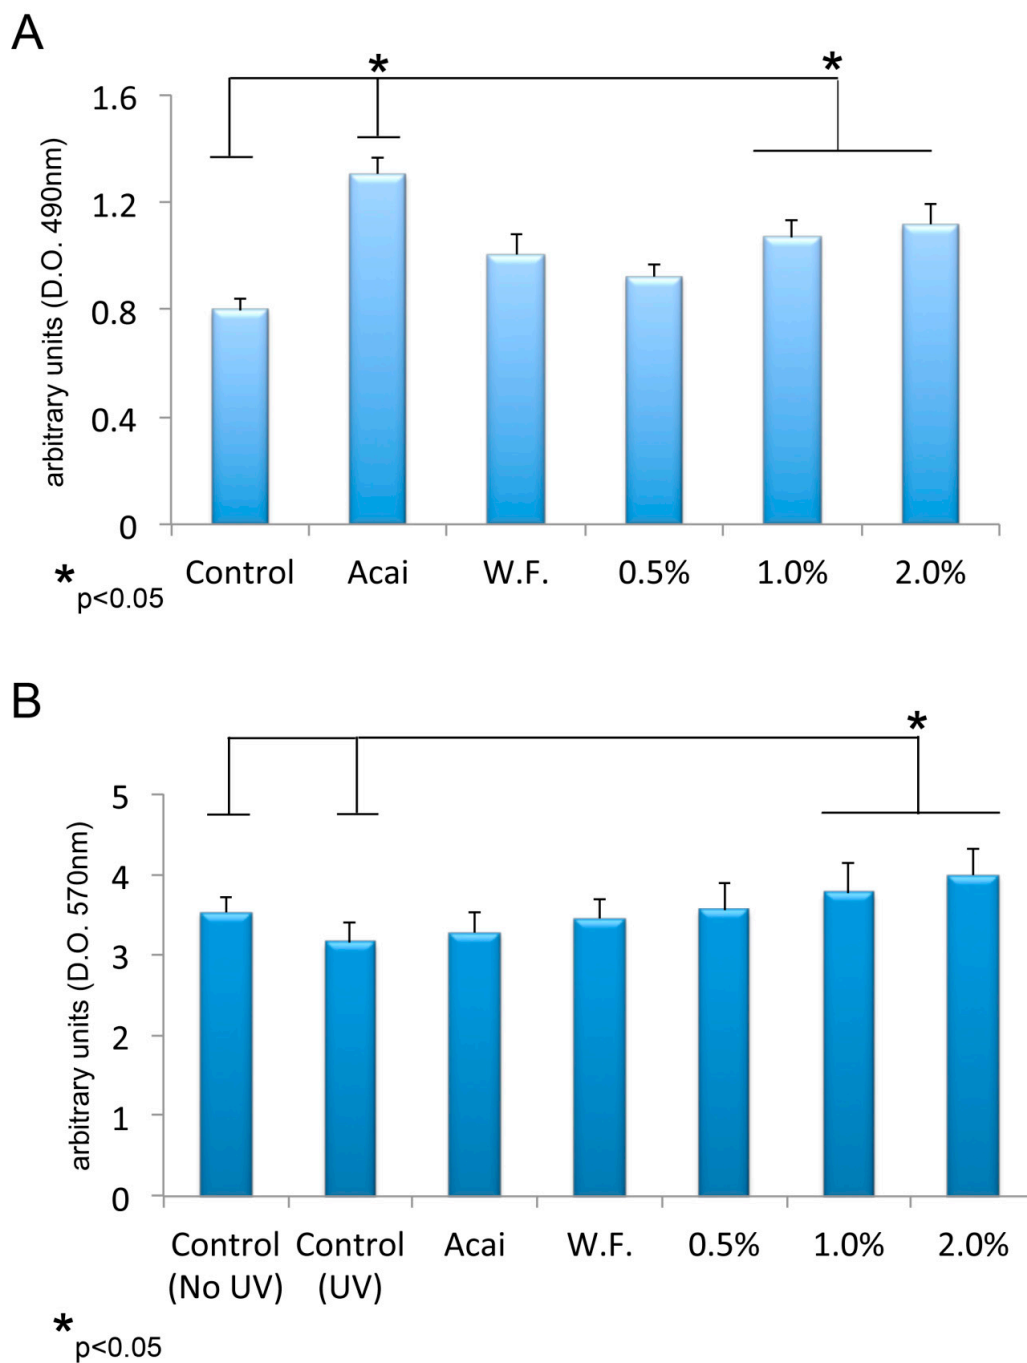 A
*
*
1.6
1.2
0.8
0.4
0
arbitrary units (D.O. 490nm)
Control Acai W.F. 0.5% 1.0% 2.0%
* p<0.05
B
*
5
4
3
2
1
0
arbitrary units (D.O. 570nm)
Control Control Acai W.F. 0.5% 1.0% 2.0%
(No UV) (UV)
* p<0.05